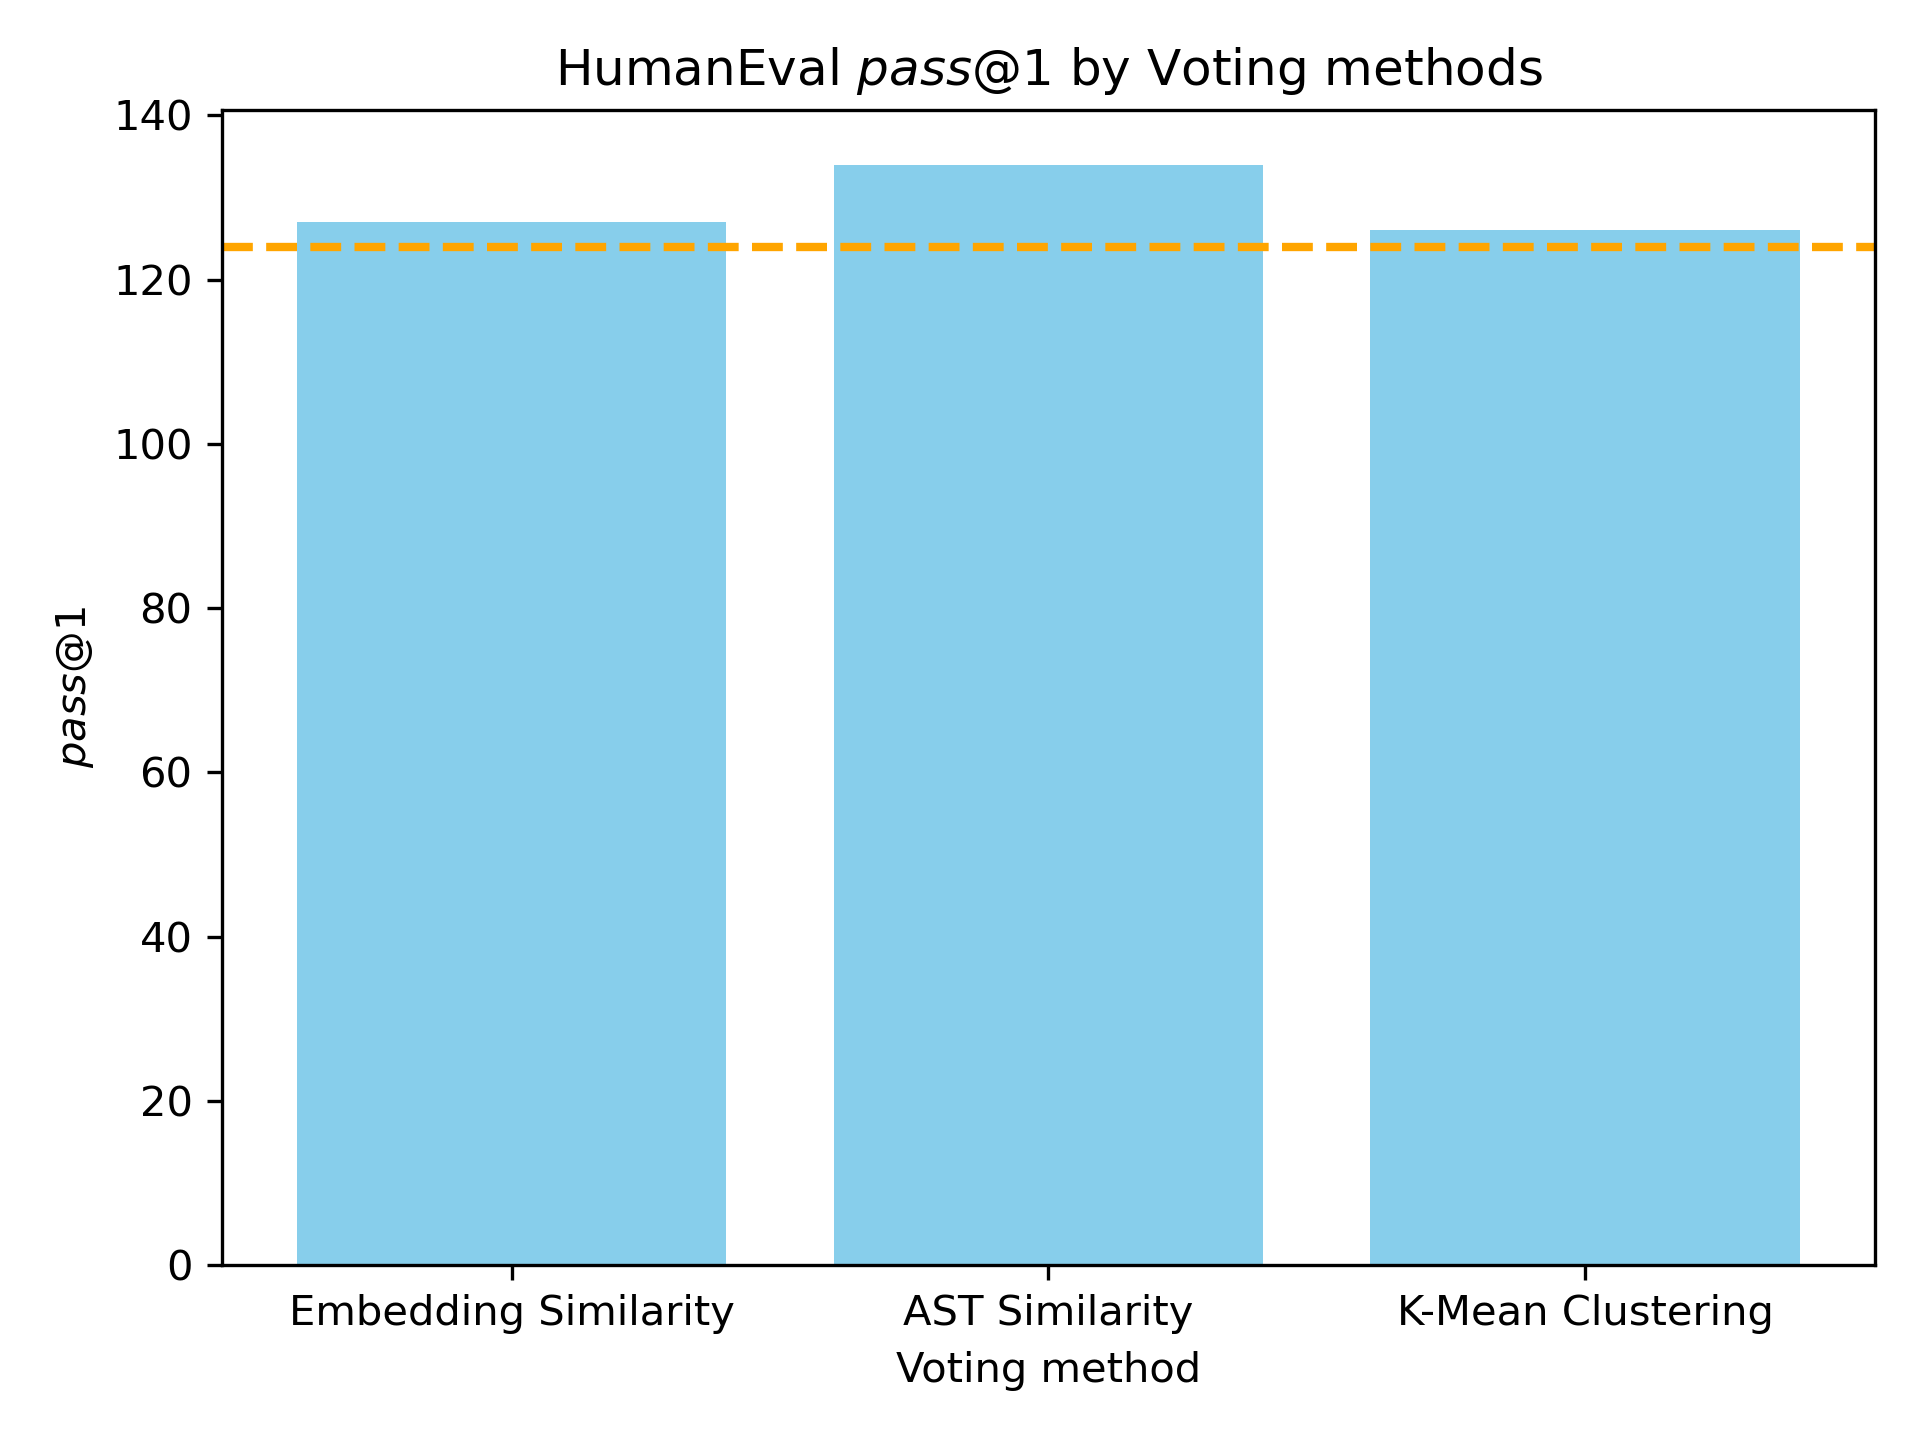 HumanEval pass@1 by Voting methods
140
120
100
80
60
40
20
0
pass@1
Embedding Similarity
AST Similarity
K-Mean Clustering
Voting method